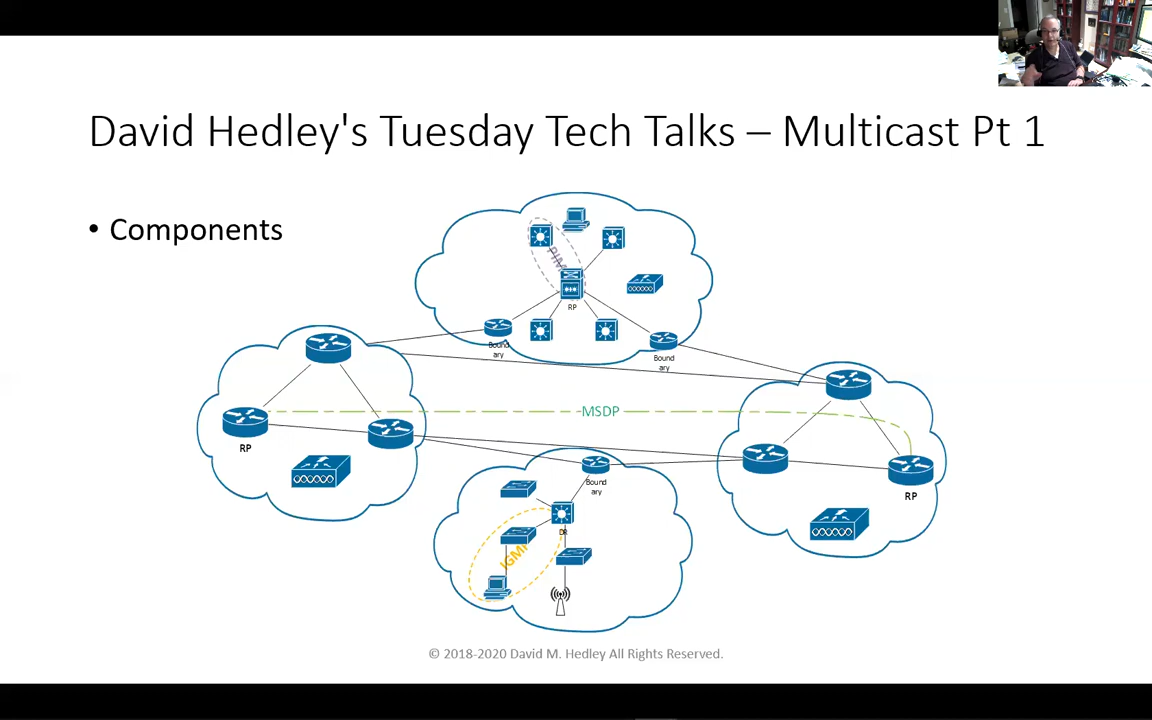 David Hedley's Tuesday Tech Talks – Multicast Pt 1
• Components
PIM
RP
Bound
ary
Bound
ary
MSDP
RP
Bound
ary
RP
DR
IGMP
© 2018-2020 David M. Hedley All Rights Reserved.